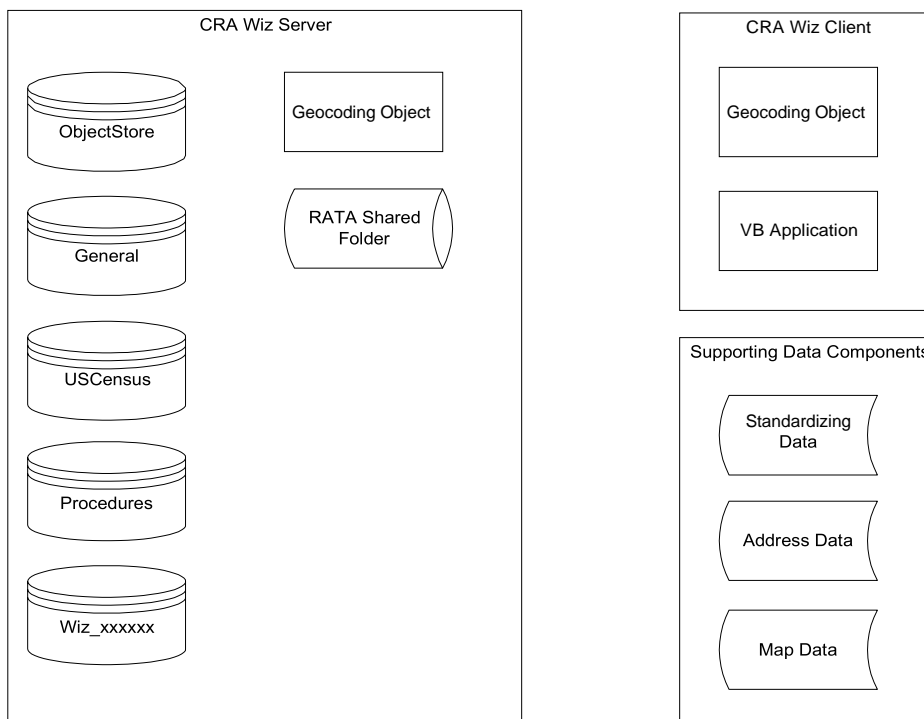 CRA Wiz Server
ObjectStore
General
USCensus
Procedures
Wiz_xxxxxx
Geocoding Object
RATA Shared
Folder
CRA Wiz Client
Geocoding Object
VB Application
Supporting Data Components
Standardizing
Data
Address Data
Map Data